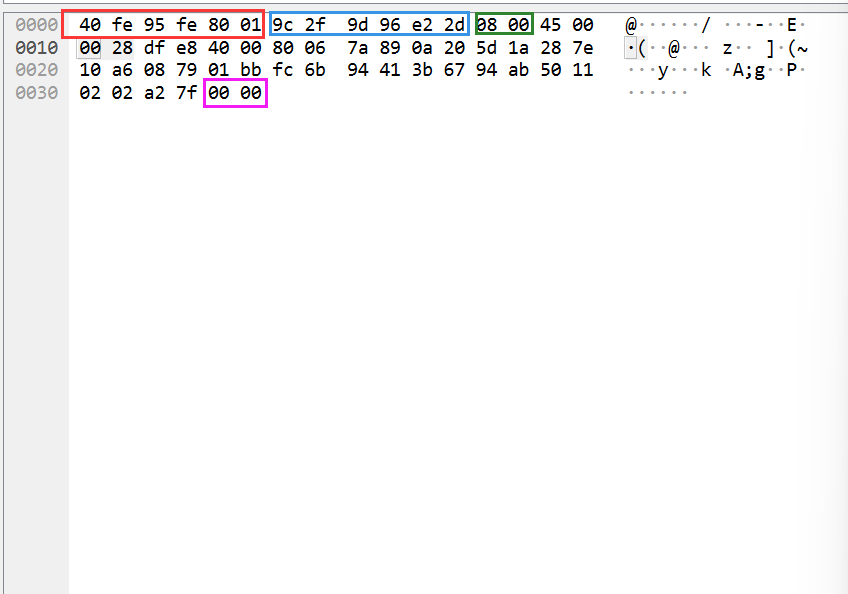 0000 40 fe 95 fe 80 01 9c 2f 9d 96 e2 2d 08 00 45 00 @······/ ···-··E·
0010 00 28 df e8 40 00 80 06 7a 89 0a 20 5d 1a 28 7e ·(··@··· z·· ]·(~
0020 10 a6 08 79 01 bb fc 6b 94 41 3b 67 94 ab 50 11 ···y···k ·A;g··P·
0030 02 02 a2 7f 00 00 ······